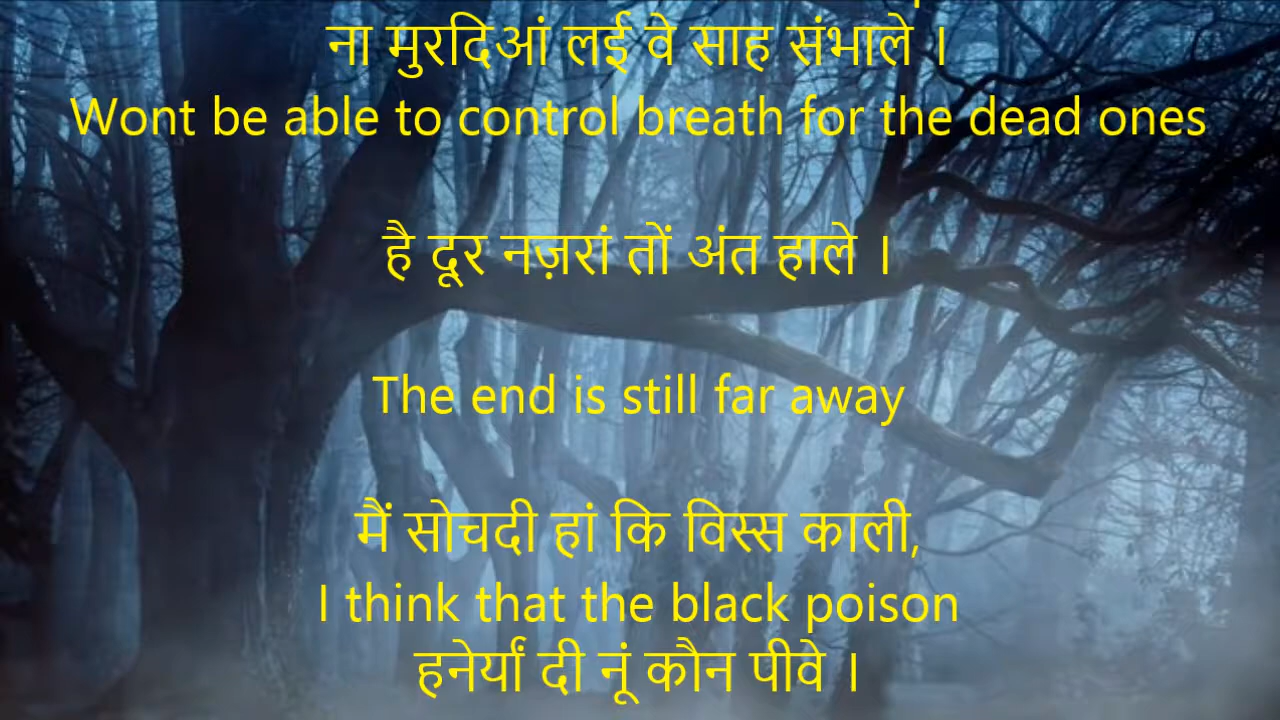 ना मुरदिआं लई वे साह संभाले ।
Wont be able to control breath for the dead ones
है दूर नज़रां तों अंत हाले ।
The end is still far away
मैं सोचदी हां कि विस्स काली,
I think that the black poison
हनेर्यां दी नूं कौन पीवे ।